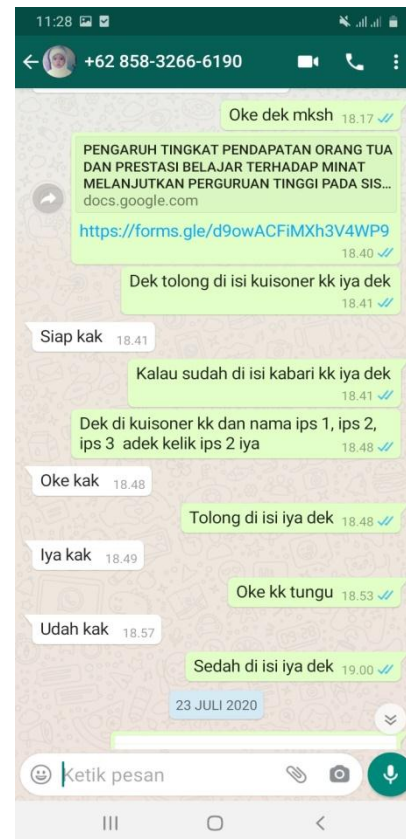 11:28
+62 858-3266-6190
Oke dek mksh 18.17
PENGARUH TINGKAT PENDAPATAN ORANG TUA
DAN PRESTASI BELAJAR TERHADAP MINAT
MELANJUTKAN PERGURUAN TINGGI PADA SIS...
docs.google.com
https://forms.gle/d9owACFiMXh3V4WP9
18.40
Dek tolong di isi kuisoner kk iya dek
18.41
Siap kak 18.41
Kalau sudah di isi kabari kk iya dek
18.41
Dek di kuisoner kk dan nama ips 1, ips 2,
ips 3 adek kelik ips 2 iya 18.48
Oke kak 18.48
Tolong di isi iya dek 18.48
Iya kak 18.49
Oke kk tungu 18.53
Udah kak 18.57
Sedah di isi iya dek 19.00
23 JULI 2020
Ketik pesan